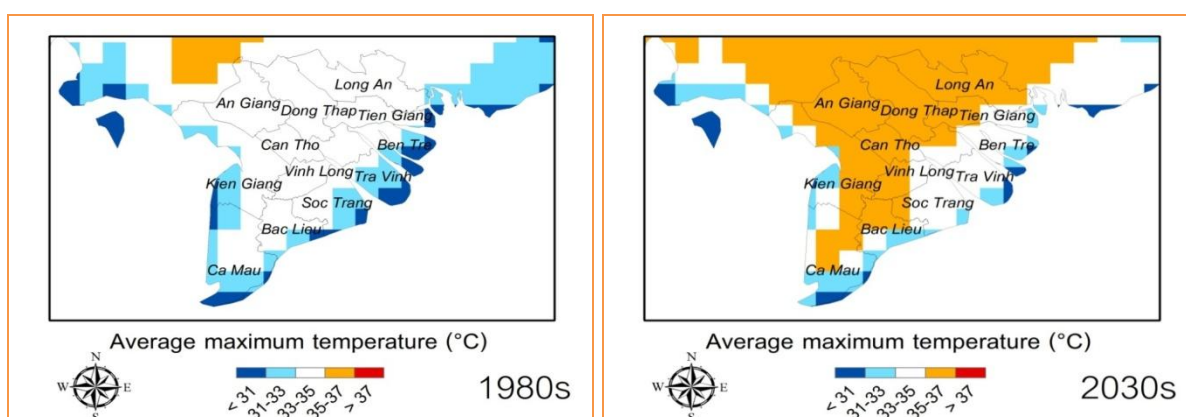 Long An
An Giang
Dong Thap
Tien Giang
Can Tho
Ben Tre
Vinh Long
Kien Giang
Tra Vinh
Soc Trang
Bac Lieu
Ca Mau
Average maximum temperature (°C)
N
W E
S
< 31
31-33
33-35
35-37
> 37
1980s
Long An
An Giang
Dong Thap
Tien Giang
Can Tho
Ben Tre
Vinh Long
Kien Giang
Tra Vinh
Soc Trang
Bac Lieu
Ca Mau
Average maximum temperature (°C)
N
W E
S
< 31
31-33
33-35
35-37
> 37
2030s